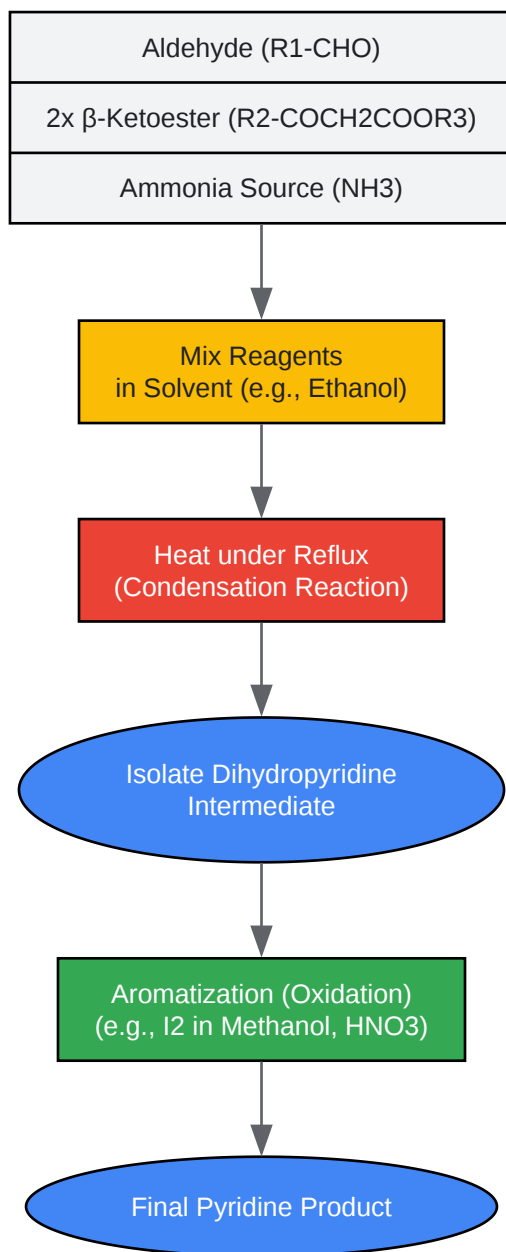 Aldehyde (R1-CHO)
2x β-Ketoester (R2-COCH2COOR3)
Ammonia Source (NH3)
Mix Reagents
in Solvent (e.g., Ethanol)
Heat under Reflux
(Condensation Reaction)
Isolate Dihydropyridine
Intermediate
Aromatization (Oxidation)
(e.g., I2 in Methanol, HNO3)
Final Pyridine Product